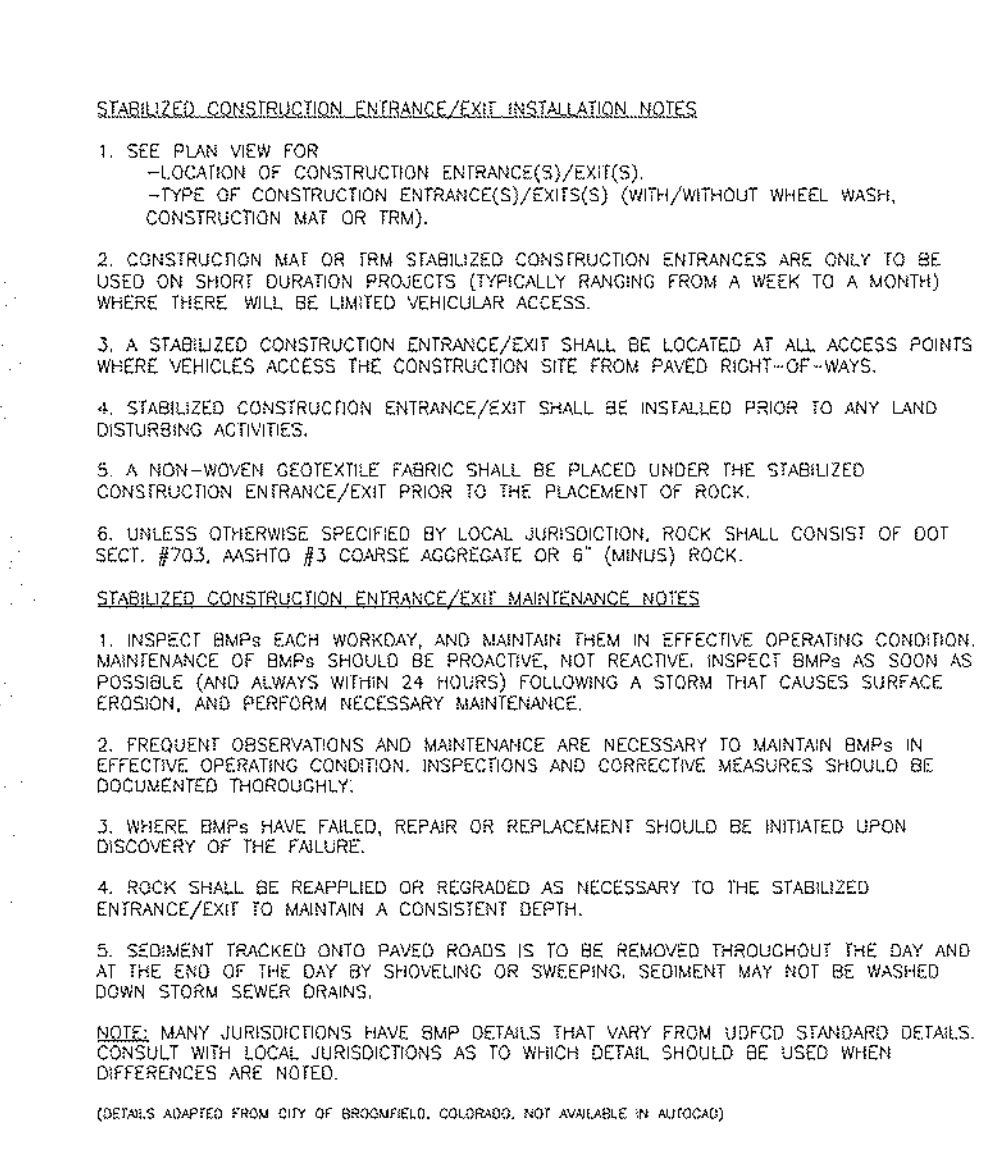 STABILIZED CONSTRUCTION ENTRANCE/EXIT INSTALLATION NOTES
1. SEE PLAN VIEW FOR
-LOCATION OF CONSTRUCTION ENTRANCE(S)/EXIT(S).
-TYPE OF CONSTRUCTION ENTRANCE(S)/EXITS(S) (WITH/WITHOUT WHEEL WASH,
CONSTRUCTION MAT OR TRM).
2. CONSTRUCTION MAT OR TRM STABILIZED CONSTRUCTION ENTRANCES ARE ONLY TO BE
USED ON SHORT DURATION PROJECTS (TYPICALLY RANGING FROM A WEEK TO A MONTH)
WHERE THERE WILL BE LIMITED VEHICULAR ACCESS.
3. A STABILIZED CONSTRUCTION ENTRANCE/EXIT SHALL BE LOCATED AT ALL ACCESS POINTS
WHERE VEHICLES ACCESS THE CONSTRUCTION SITE FROM PAVED RIGHT-OF-WAYS.
4. STABILIZED CONSTRUCTION ENTRANCE/EXIT SHALL BE INSTALLED PRIOR TO ANY LAND
DISTURBING ACTIVITIES.
5. A NON-WOVEN GEOTEXTILE FABRIC SHALL BE PLACED UNDER THE STABILIZED
CONSTRUCTION ENTRANCE/EXIT PRIOR TO THE PLACEMENT OF ROCK.
6. UNLESS OTHERWISE SPECIFIED BY LOCAL JURISDICTION, ROCK SHALL CONSIST OF DOT
SECT. #703, AASHTO #3 COARSE AGGREGATE OR 6" (MINUS) ROCK.
STABILIZED CONSTRUCTION ENTRANCE/EXIT MAINTENANCE NOTES
1. INSPECT BMPs EACH WORKDAY, AND MAINTAIN THEM IN EFFECTIVE OPERATING CONDITION.
MAINTENANCE OF BMPs SHOULD BE PROACTIVE, NOT REACTIVE. INSPECT BMPs AS SOON AS
POSSIBLE (AND ALWAYS WITHIN 24 HOURS) FOLLOWING A STORM THAT CAUSES SURFACE
EROSION, AND PERFORM NECESSARY MAINTENANCE.
2. FREQUENT OBSERVATIONS AND MAINTENANCE ARE NECESSARY TO MAINTAIN BMPs IN
EFFECTIVE OPERATING CONDITION. INSPECTIONS AND CORRECTIVE MEASURES SHOULD BE
DOCUMENTED THOROUGHLY.
3. WHERE BMPs HAVE FAILED, REPAIR OR REPLACEMENT SHOULD BE INITIATED UPON
DISCOVERY OF THE FAILURE.
4. ROCK SHALL BE REAPPLIED OR REGRADED AS NECESSARY TO THE STABILIZED
ENTRANCE/EXIT TO MAINTAIN A CONSISTENT DEPTH.
5. SEDIMENT TRACKED ONTO PAVED ROADS IS TO BE REMOVED THROUGHOUT THE DAY AND
AT THE END OF THE DAY BY SHOVELING OR SWEEPING. SEDIMENT MAY NOT BE WASHED
DOWN STORM SEWER DRAINS.
NOTE: MANY JURISDICTIONS HAVE BMP DETAILS THAT VARY FROM UDFCD STANDARD DETAILS.
CONSULT WITH LOCAL JURISDICTIONS AS TO WHICH DETAIL SHOULD BE USED WHEN
DIFFERENCES ARE NOTED.
(DETAILS ADAPTED FROM CITY OF BROOMFIELD, COLORADO, NOT AVAILABLE IN AUTOCAD)